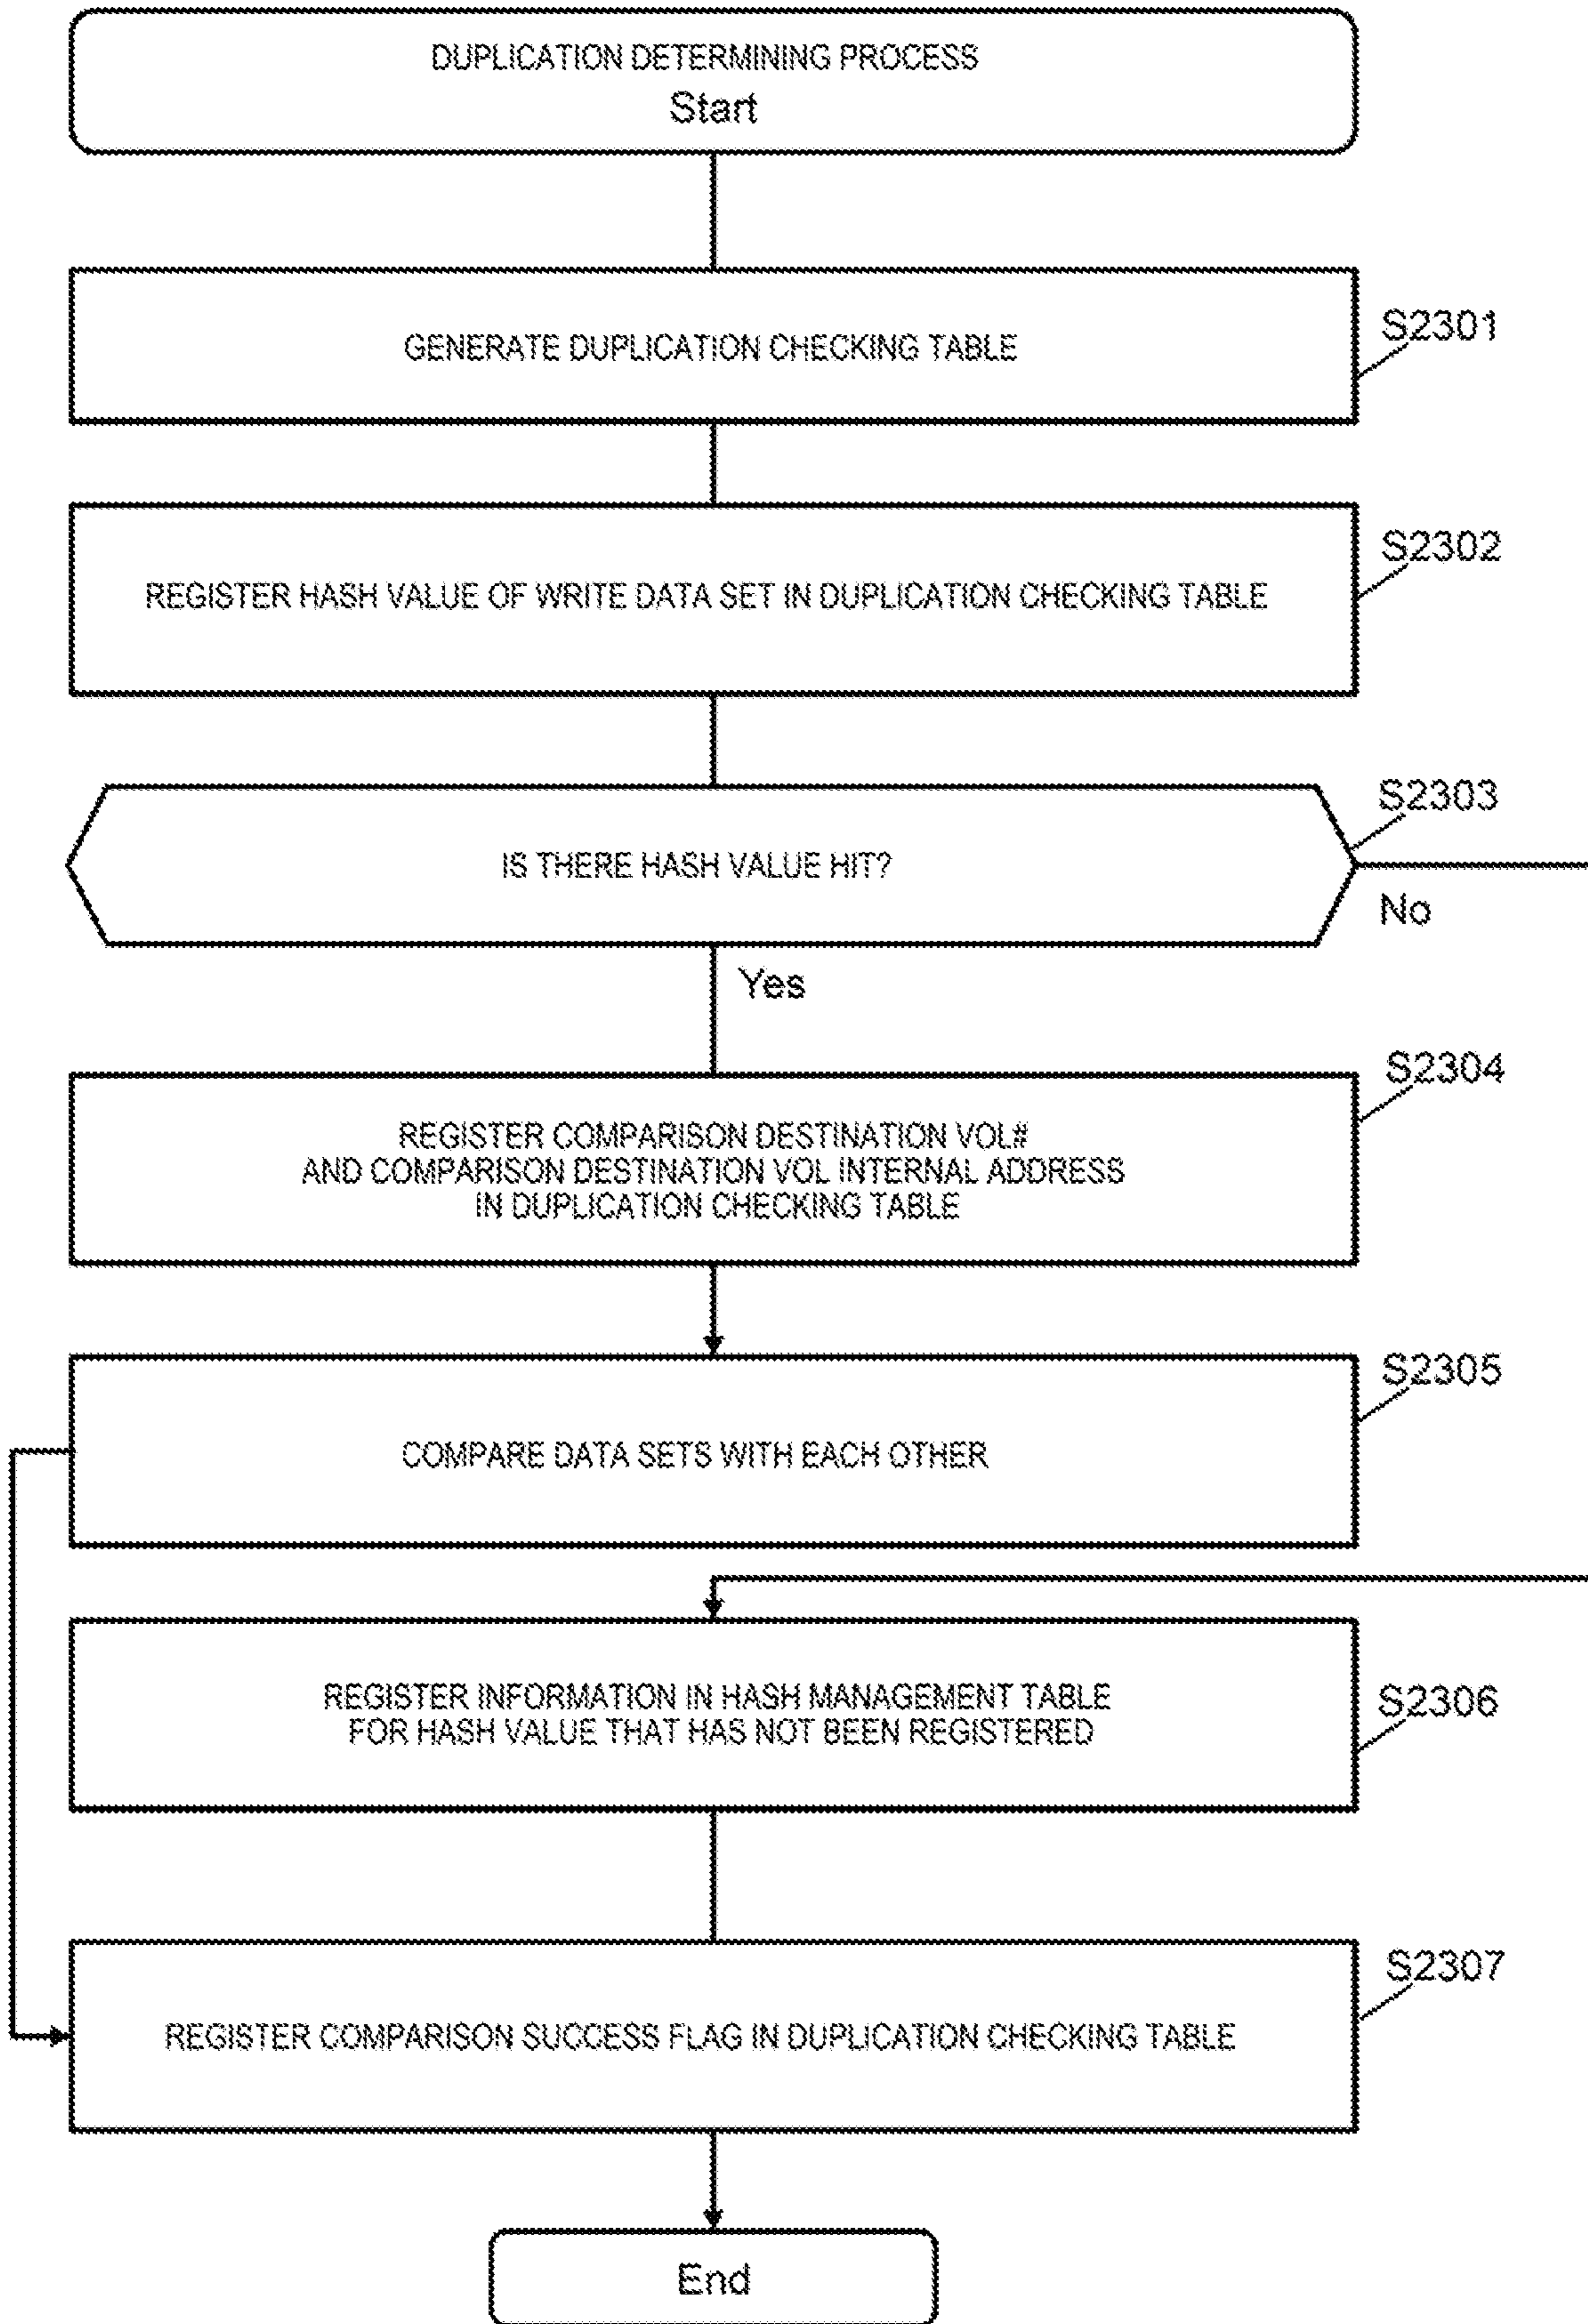 DUPLICATION DETERMINING PROCESS
Start
GENERATE DUPLICATION CHECKING TABLE
S2301
REGISTER HASH VALUE OF WRITE DATA SET IN DUPLICATION CHECKING TABLE
S2302
IS THERE HASH VALUE HIT?
S2303
No
Yes
REGISTER COMPARISON DESTINATION VOL#
AND COMPARISON DESTINATION VOL INTERNAL ADDRESS
IN DUPLICATION CHECKING TABLE
S2304
COMPARE DATA SETS WITH EACH OTHER
S2305
REGISTER INFORMATION IN HASH MANAGEMENT TABLE
FOR HASH VALUE THAT HAS NOT BEEN REGISTERED
S2306
REGISTER COMPARISON SUCCESS FLAG IN DUPLICATION CHECKING TABLE
S2307
End